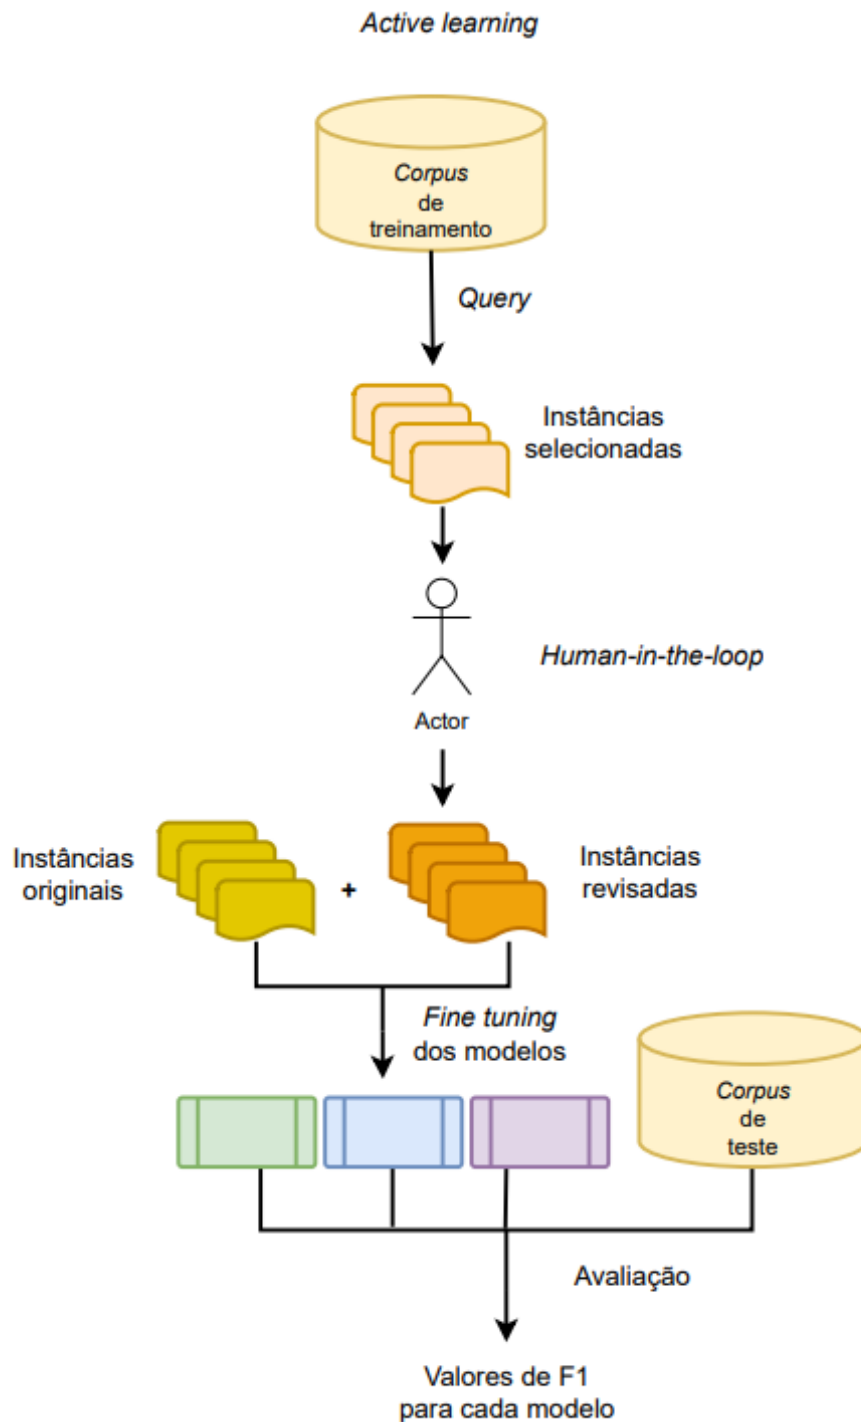 Active learning
Corpus
de
treinamento
Query
Instâncias
selecionadas
Human-in-the-loop
Actor
Instâncias
originais
+
Instâncias
revisadas
Fine tuning
dos modelos
Corpus
de
teste
Avaliação
Valores de F1
para cada modelo